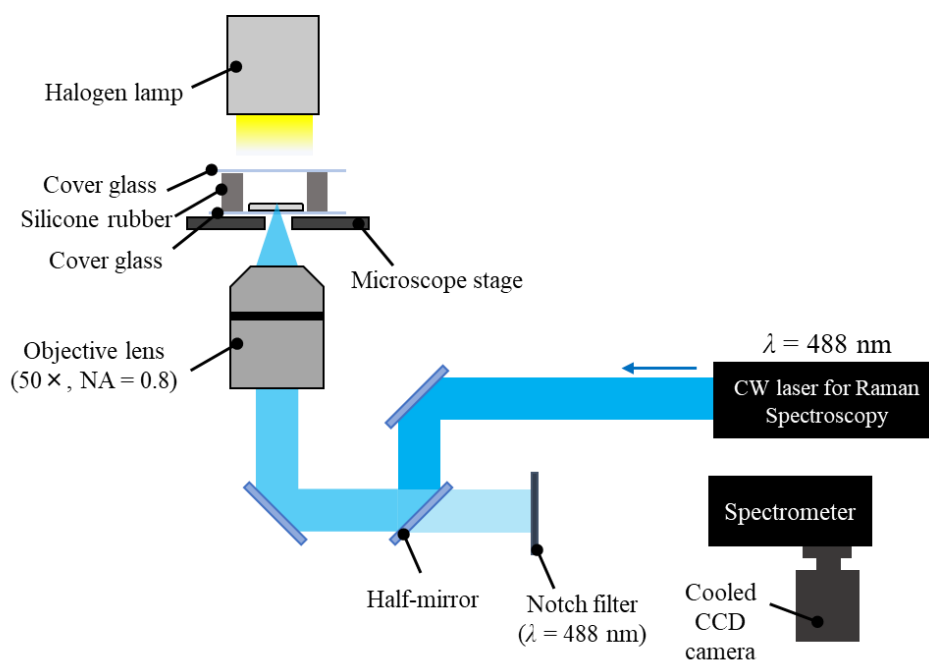 Halogen lamp
Cover glass
Silicone rubber
Cover glass
Microscope stage
Objective lens
(50×, NA = 0.8)
λ = 488 nm
CW laser for Raman
Spectroscopy
Half-mirror
Notch filter
(λ = 488 nm)
Spectrometer
Cooled
CCD
camera